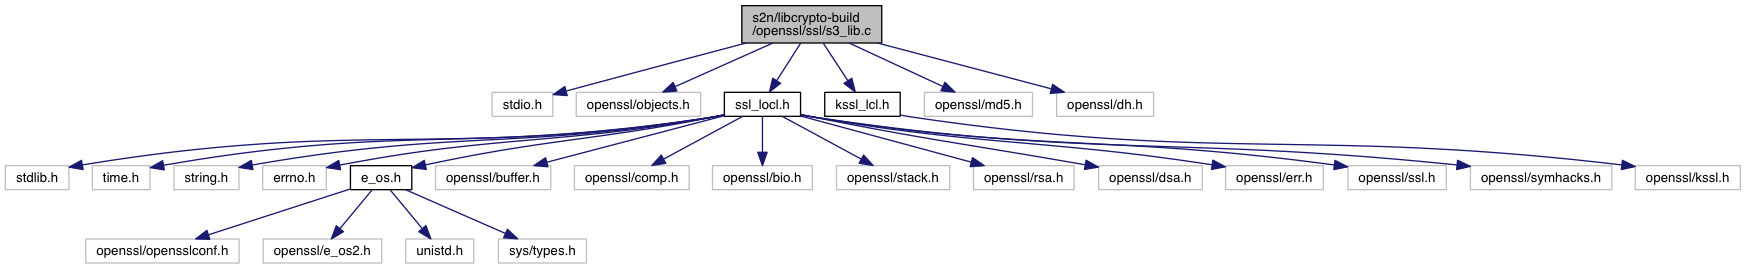 s2n/libcrypto-build
/openssl/ssl/s3_lib.c
stdio.h
openssl/objects.h
ssl_locl.h
kssl_lcl.h
openssl/md5.h
openssl/dh.h
stdlib.h
time.h
string.h
errno.h
e_os.h
openssl/buffer.h
openssl/comp.h
openssl/bio.h
openssl/stack.h
openssl/rsa.h
openssl/dsa.h
openssl/err.h
openssl/ssl.h
openssl/symhacks.h
openssl/kssl.h
openssl/opensslconf.h
openssl/e_os2.h
unistd.h
sys/types.h